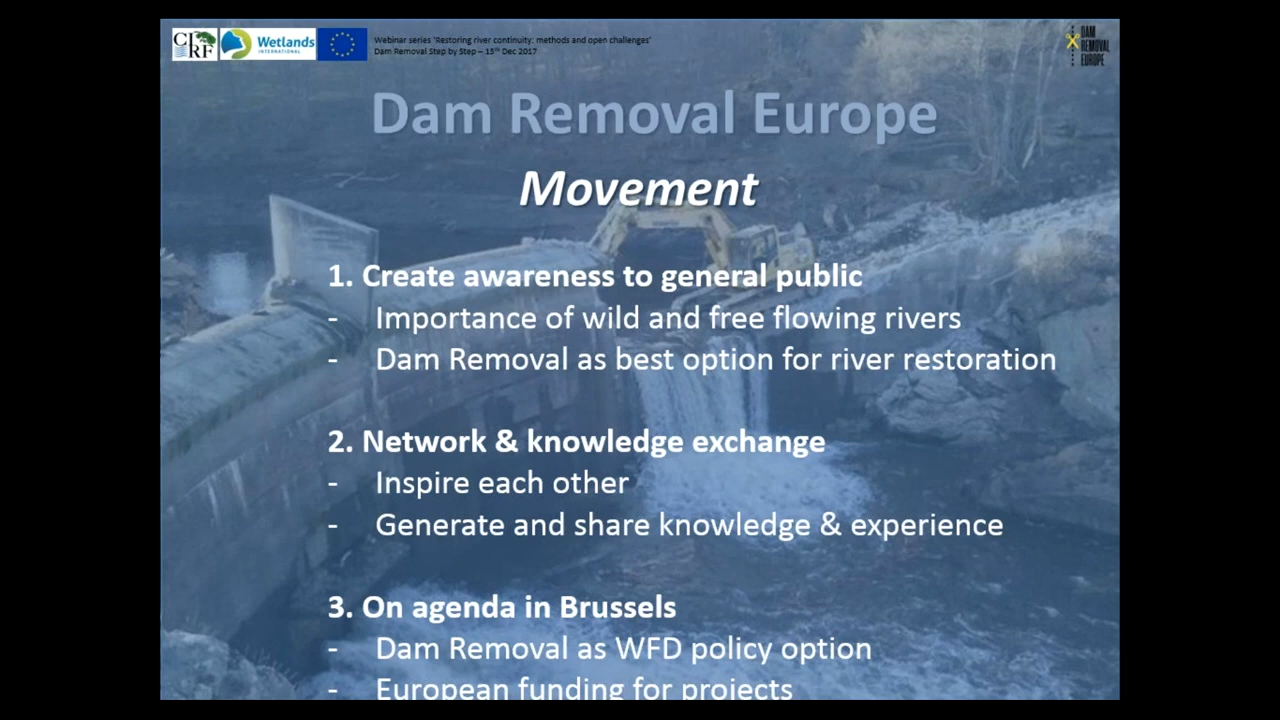 CIRF
Wetlands
INTERNATIONAL
Webinar series 'Restoring river continuity: methods and open challenges'
Dam Removal Step by Step – 15th Dec 2017
DAM
REMOVAL
EUROPE
Dam Removal Europe
Movement
1. Create awareness to general public
- Importance of wild and free flowing rivers
- Dam Removal as best option for river restoration
2. Network & knowledge exchange
- Inspire each other
- Generate and share knowledge & experience
3. On agenda in Brussels
- Dam Removal as WFD policy option
- European funding for projects